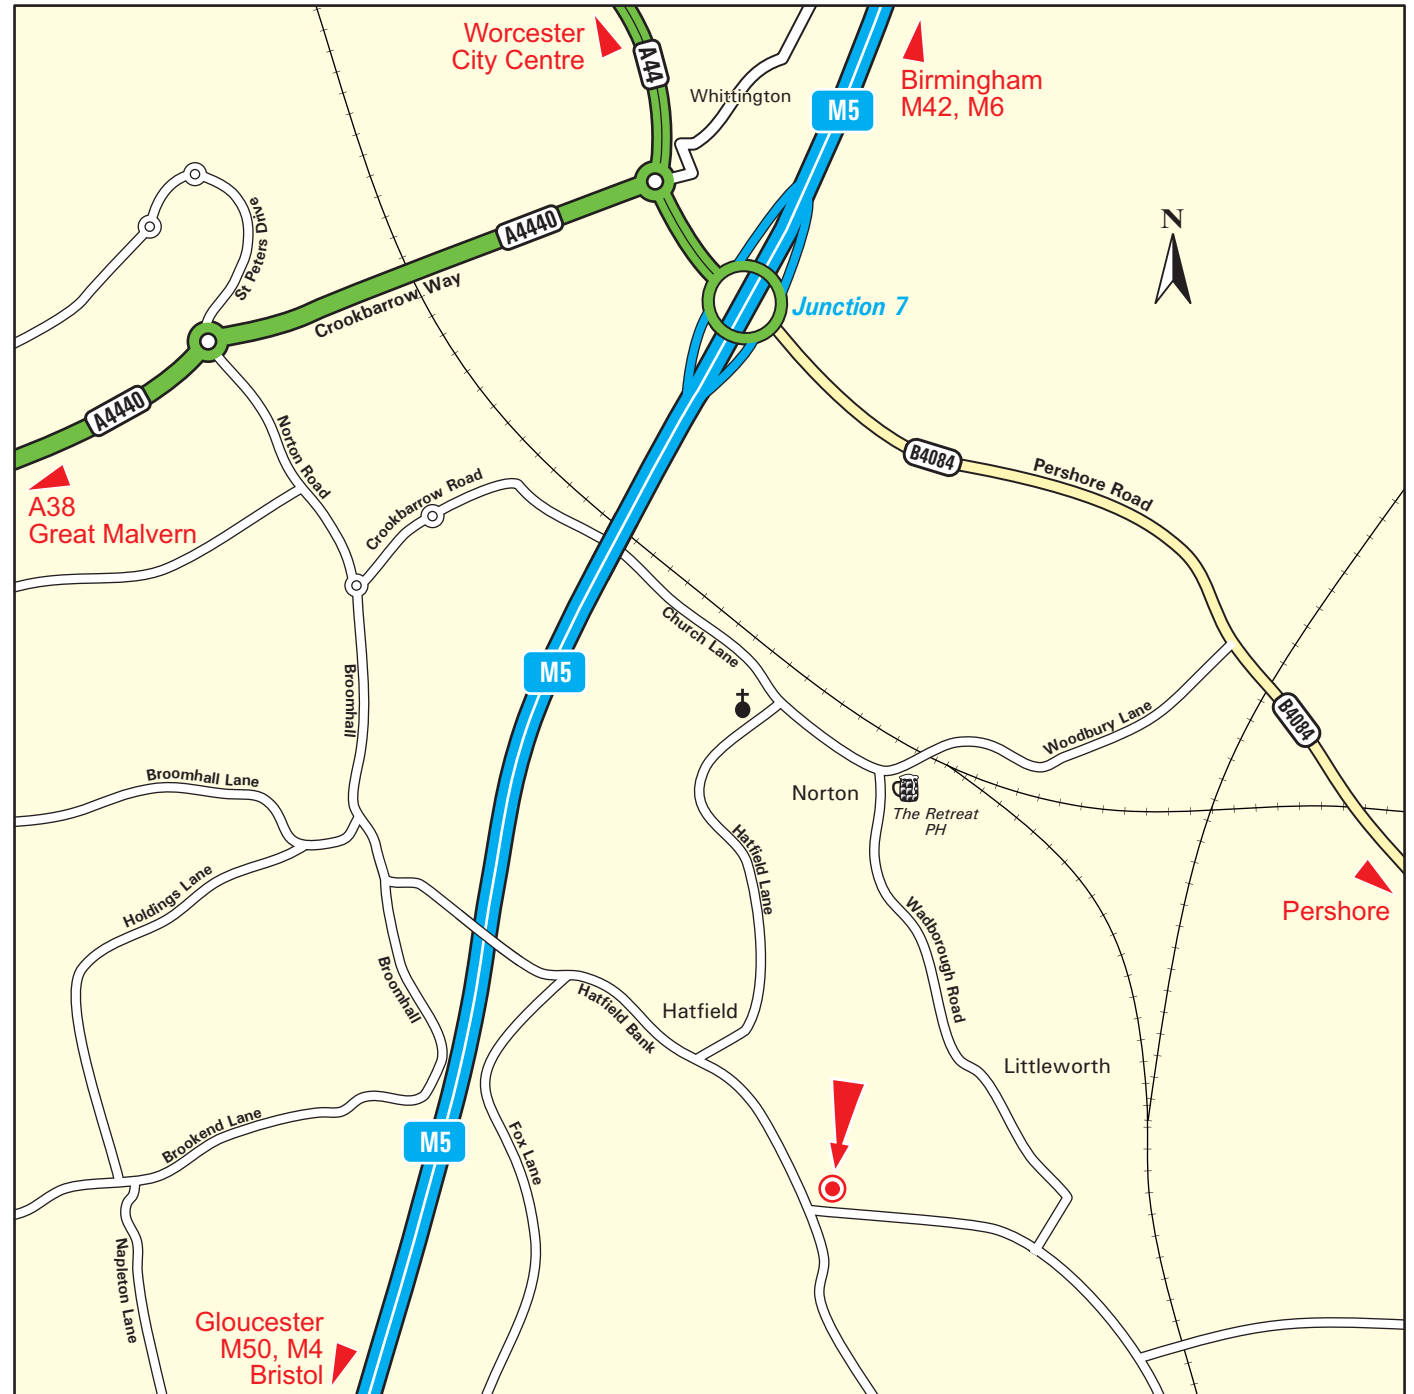 Worcester
City Centre
A44
Whittington
M5
Birmingham
M42, M6
N
St Peters Drive
A4440
Crookbarrow Way
Junction 7
A4440
Norton Road
Crookbarrow Road
B4084
Pershore Road
A38
Great Malvern
Church Lane
M5
Broomhall
Woodbury Lane
B4084
Broomhall Lane
Norton
The Retreat
PH
Hatfield Lane
Holdings Lane
Wadborough Road
Pershore
Broomhall
Hatfield Bank
Hatfield
Littleworth
Brookend Lane
M5
Fox Lane
Napleton Lane
Gloucester
M50, M4
Bristol